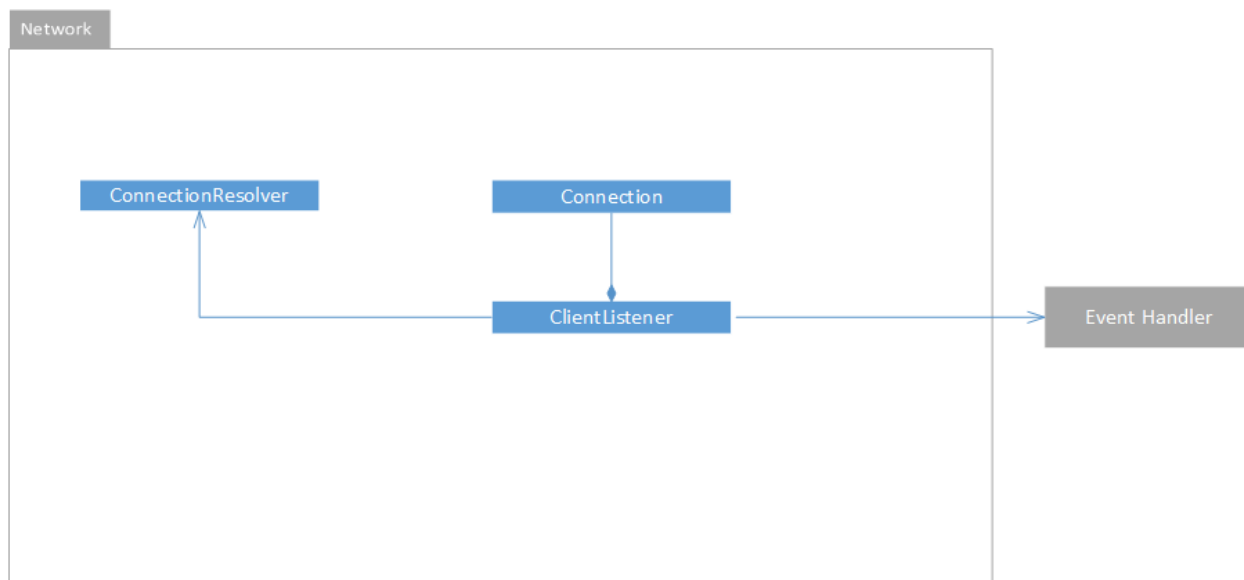 Network
ConnectionResolver
Connection
ClientListener
Event Handler